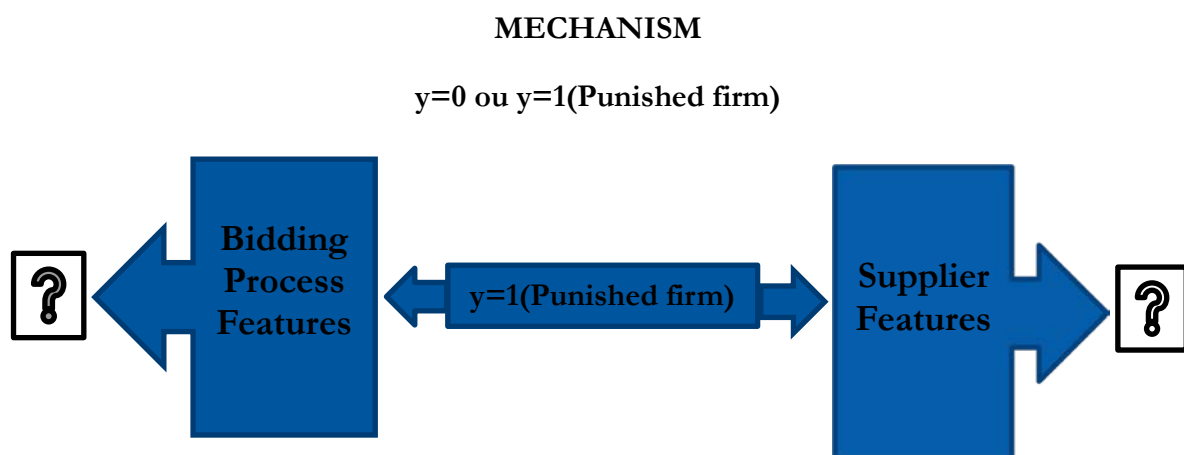 MECHANISM
y=0 ou y=1(Punished firm)
?
Bidding
Process
Features
y=1(Punished firm)
Supplier
Features
?